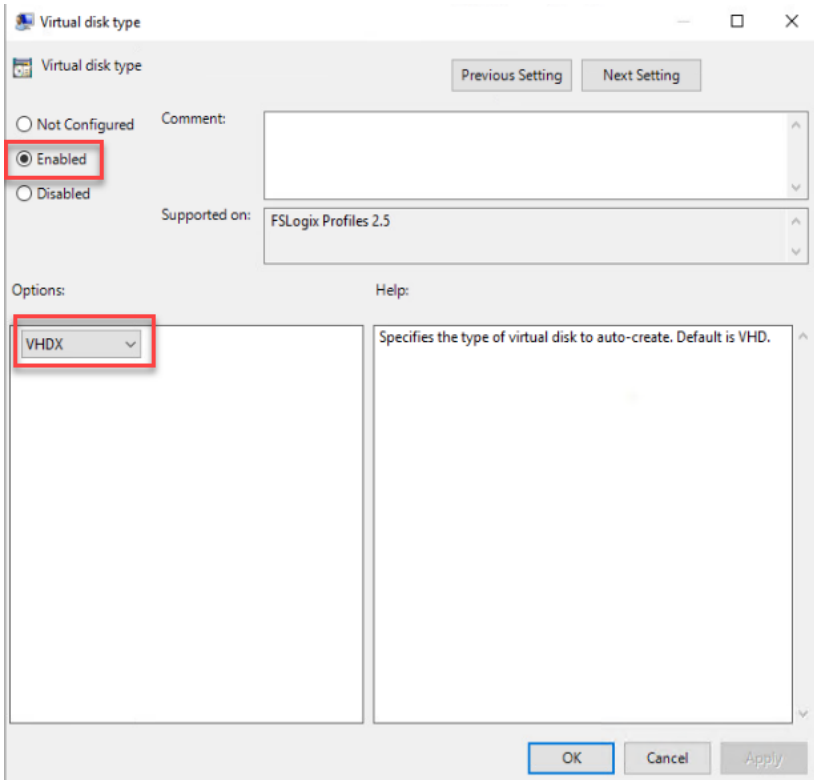 Virtual disk type
Virtual disk type
Previous Setting
Next Setting
Not Configured
Comment:
Enabled
Disabled
Supported on:
FSLogix Profiles 2.5
Options:
Help:
VHDX
Specifies the type of virtual disk to auto-create. Default is VHD.
OK
Cancel
Apply